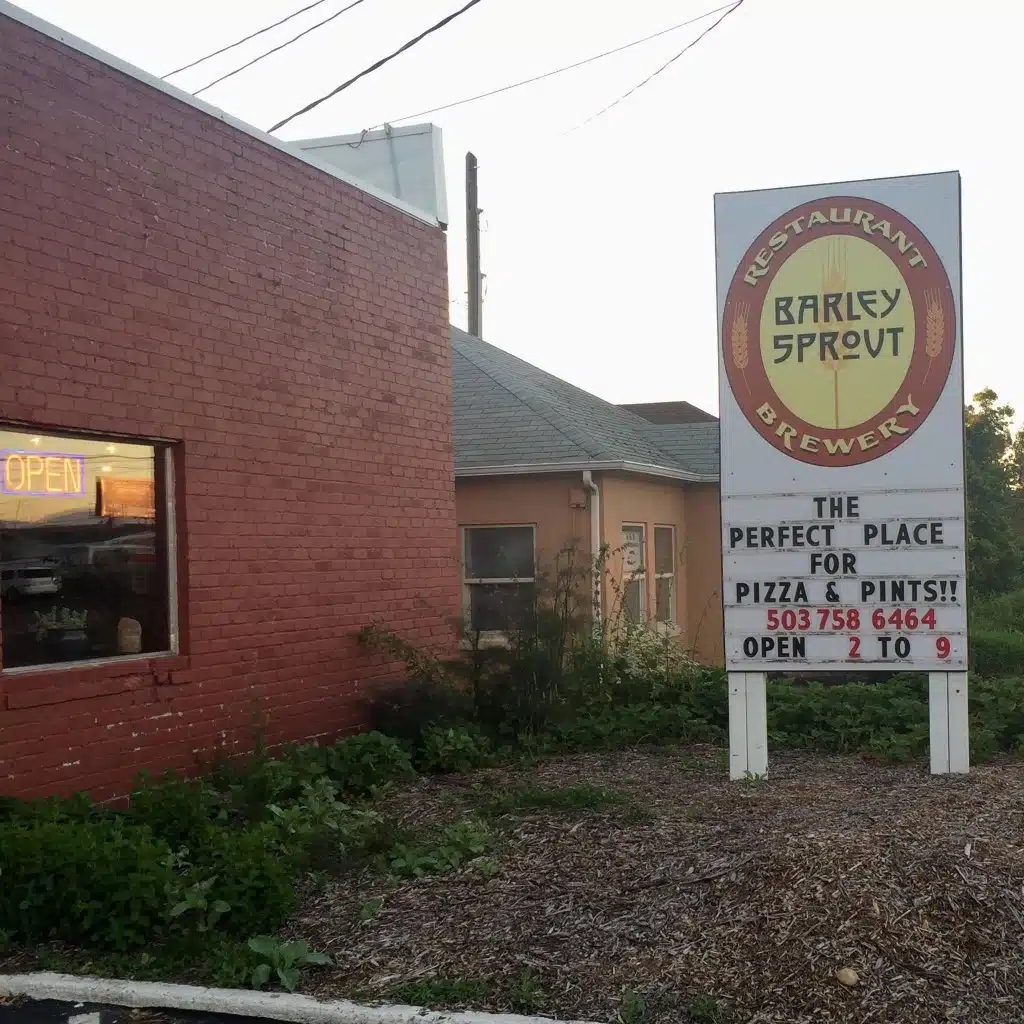 OPEN
RESTAURANT
BARLEY
SPROUT
BREWERY
THE
PERFECT PLACE
FOR
PIZZA & PINTS!!
503 758 6464
OPEN 2 TO 9